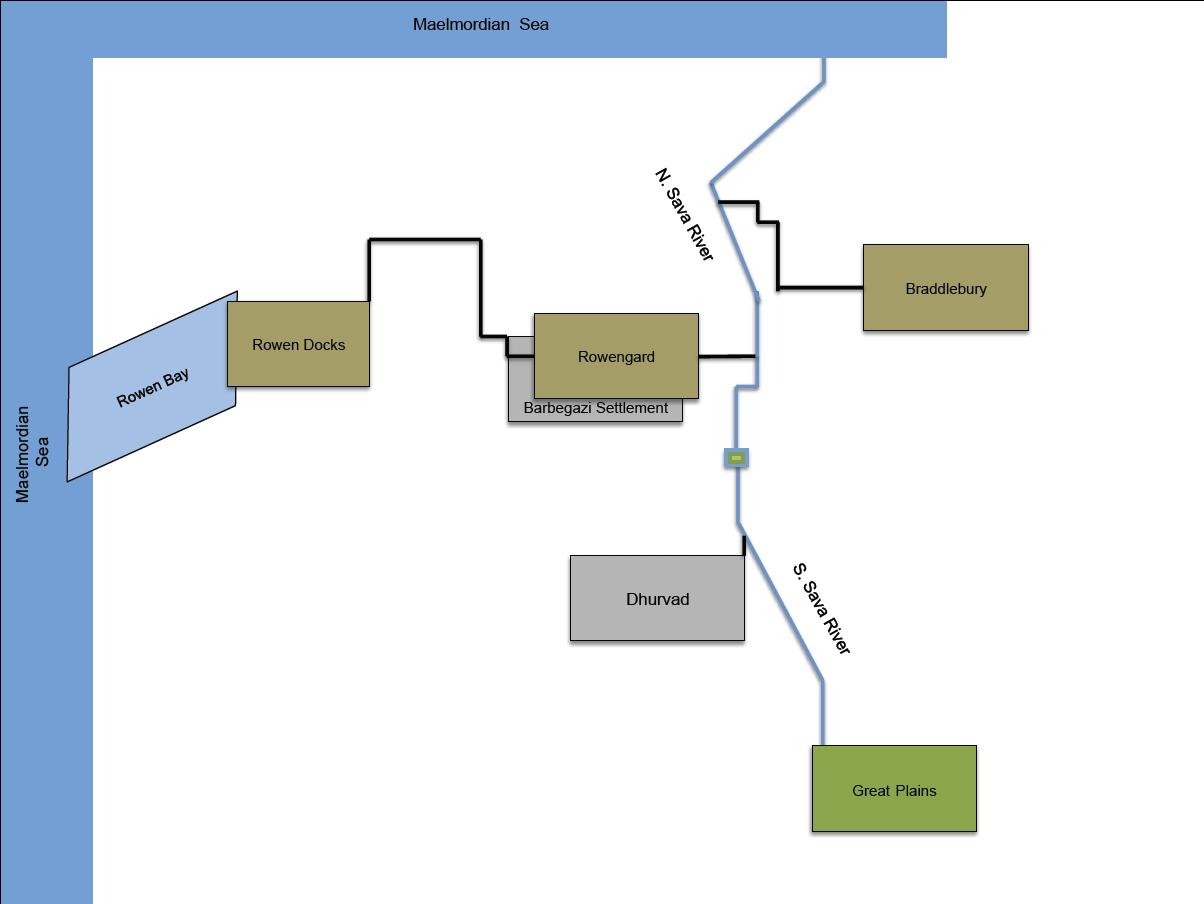 Maelmordian Sea
N. Sava River
Braddlebury
Rowen Docks
Rowengard
Rowen Bay
Barbegazi Settlement
Maelmordian
Sea
Dhurvad
S. Sava River
Great Plains